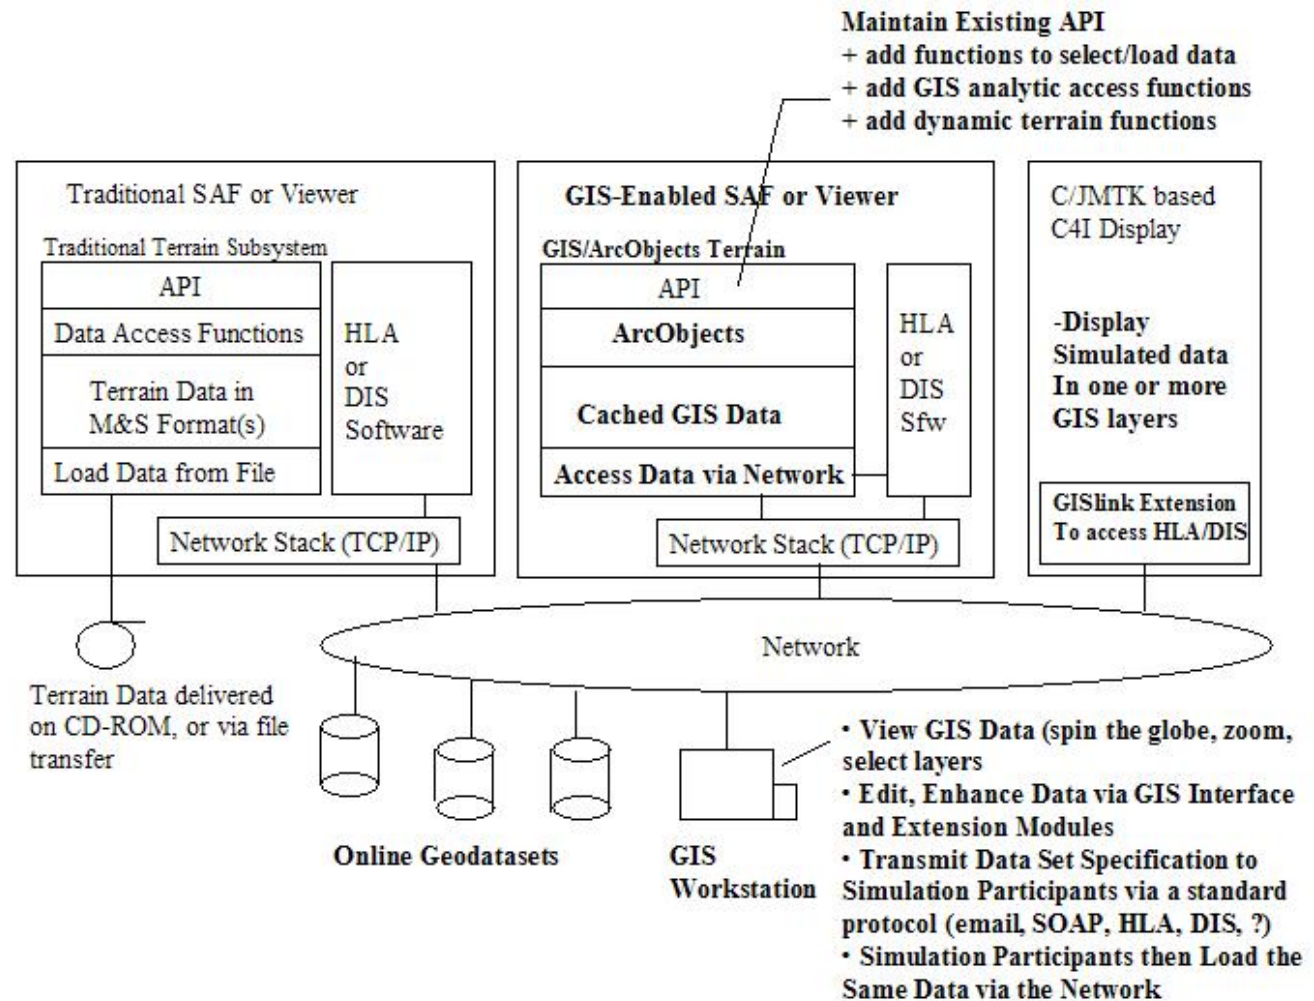 Maintain Existing API
+ add functions to select/load data
+ add GIS analytic access functions
+ add dynamic terrain functions
Traditional SAF or Viewer
Traditional Terrain Subsystem
API
Data Access Functions
Terrain Data in
M&S Format(s)
Load Data from File
HLA
or
DIS
Software
Network Stack (TCP/IP)
GIS-Enabled SAF or Viewer
GIS/ArcObjects Terrain
API
ArcObjects
Cached GIS Data
Access Data via Network
HLA
or
DIS
Sfw
Network Stack (TCP/IP)
C/JMTK based
C4I Display
-Display
Simulated data
In one or more
GIS layers
GISlink Extension
To access HLA/DIS
Network
Terrain Data delivered
on CD-ROM, or via file
transfer
Online Geodatasets
GIS
Workstation
• View GIS Data (spin the globe, zoom,
select layers
• Edit, Enhance Data via GIS Interface
and Extension Modules
• Transmit Data Set Specification to
Simulation Participants via a standard
protocol (email, SOAP, HLA, DIS, ?)
• Simulation Participants then Load the
Same Data via the Network